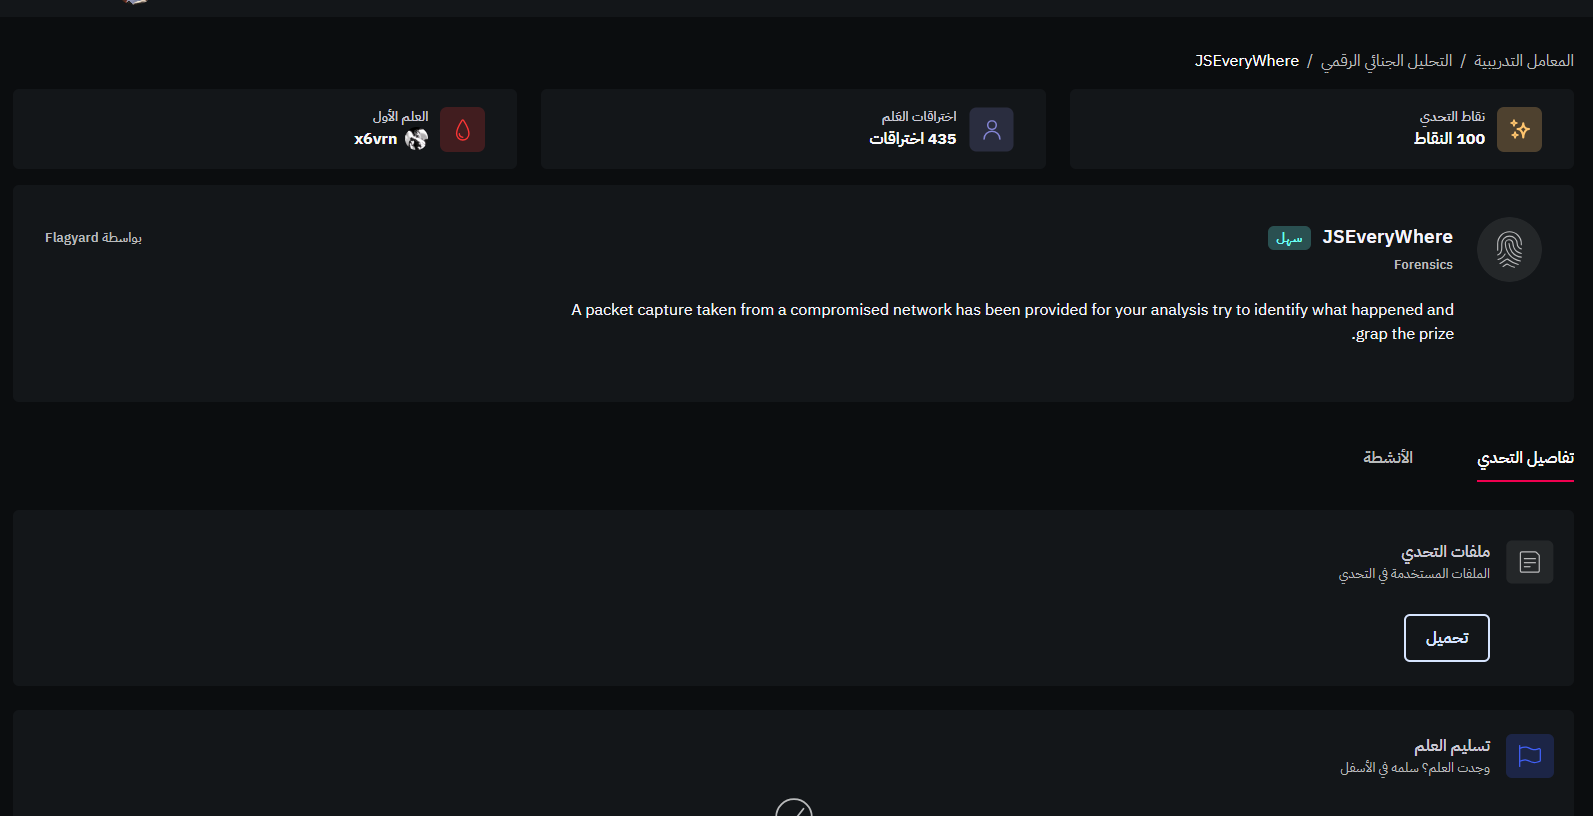 المعامل التدريبية / التحليل الجنائي الرقمي / JSEveryWhere
نقاط التحدي
100 النقاط
اختراقات العَلم
435 اختراقات
العلم الأول
x6vrn
JSEveryWhere سهل
Forensics
بواسطة Flagyard
A packet capture taken from a compromised network has been provided for your analysis try to identify what happened and
.grap the prize
تفاصيل التحدي
الأنشطة
ملفات التحدي
الملفات المستخدمة في التحدي
تحميل
تسليم العلم
وجدت العلم؟ سلمه في الأسفل